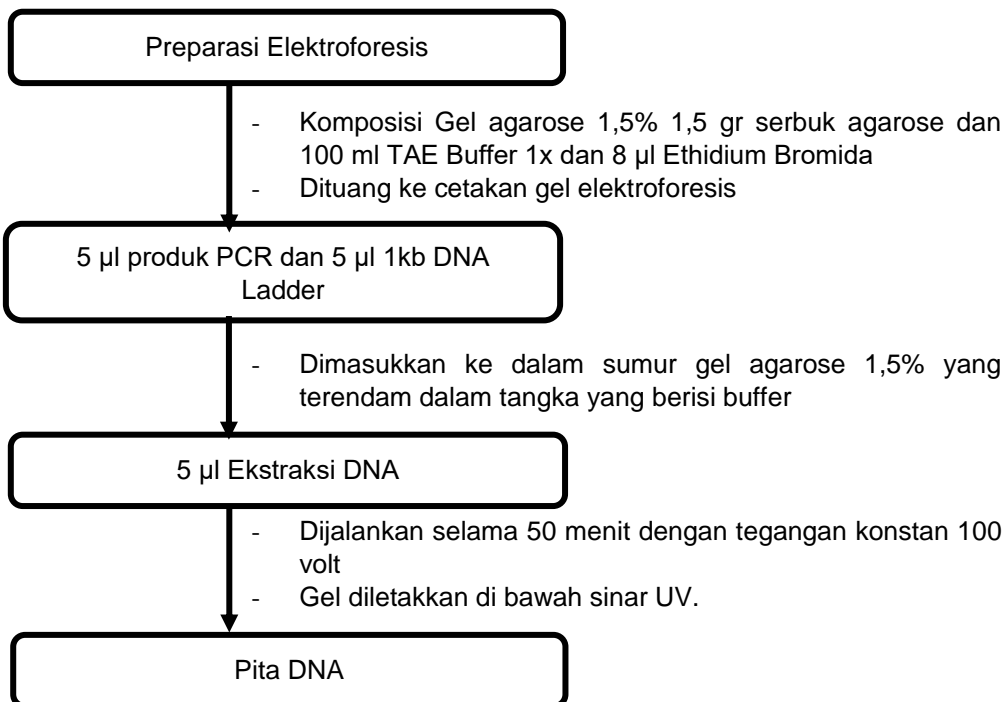 Preparasi Elektroforesis
- Komposisi Gel agarose 1,5% 1,5 gr serbuk agarose dan
100 ml TAE Buffer 1x dan 8 µl Ethidium Bromida
- Dituang ke cetakan gel elektroforesis
5 µl produk PCR dan 5 µl 1kb DNA
Ladder
- Dimasukkan ke dalam sumur gel agarose 1,5% yang
terendam dalam tangka yang berisi buffer
5 µl Ekstraksi DNA
- Dijalankan selama 50 menit dengan tegangan konstan 100
volt
- Gel diletakkan di bawah sinar UV.
Pita DNA